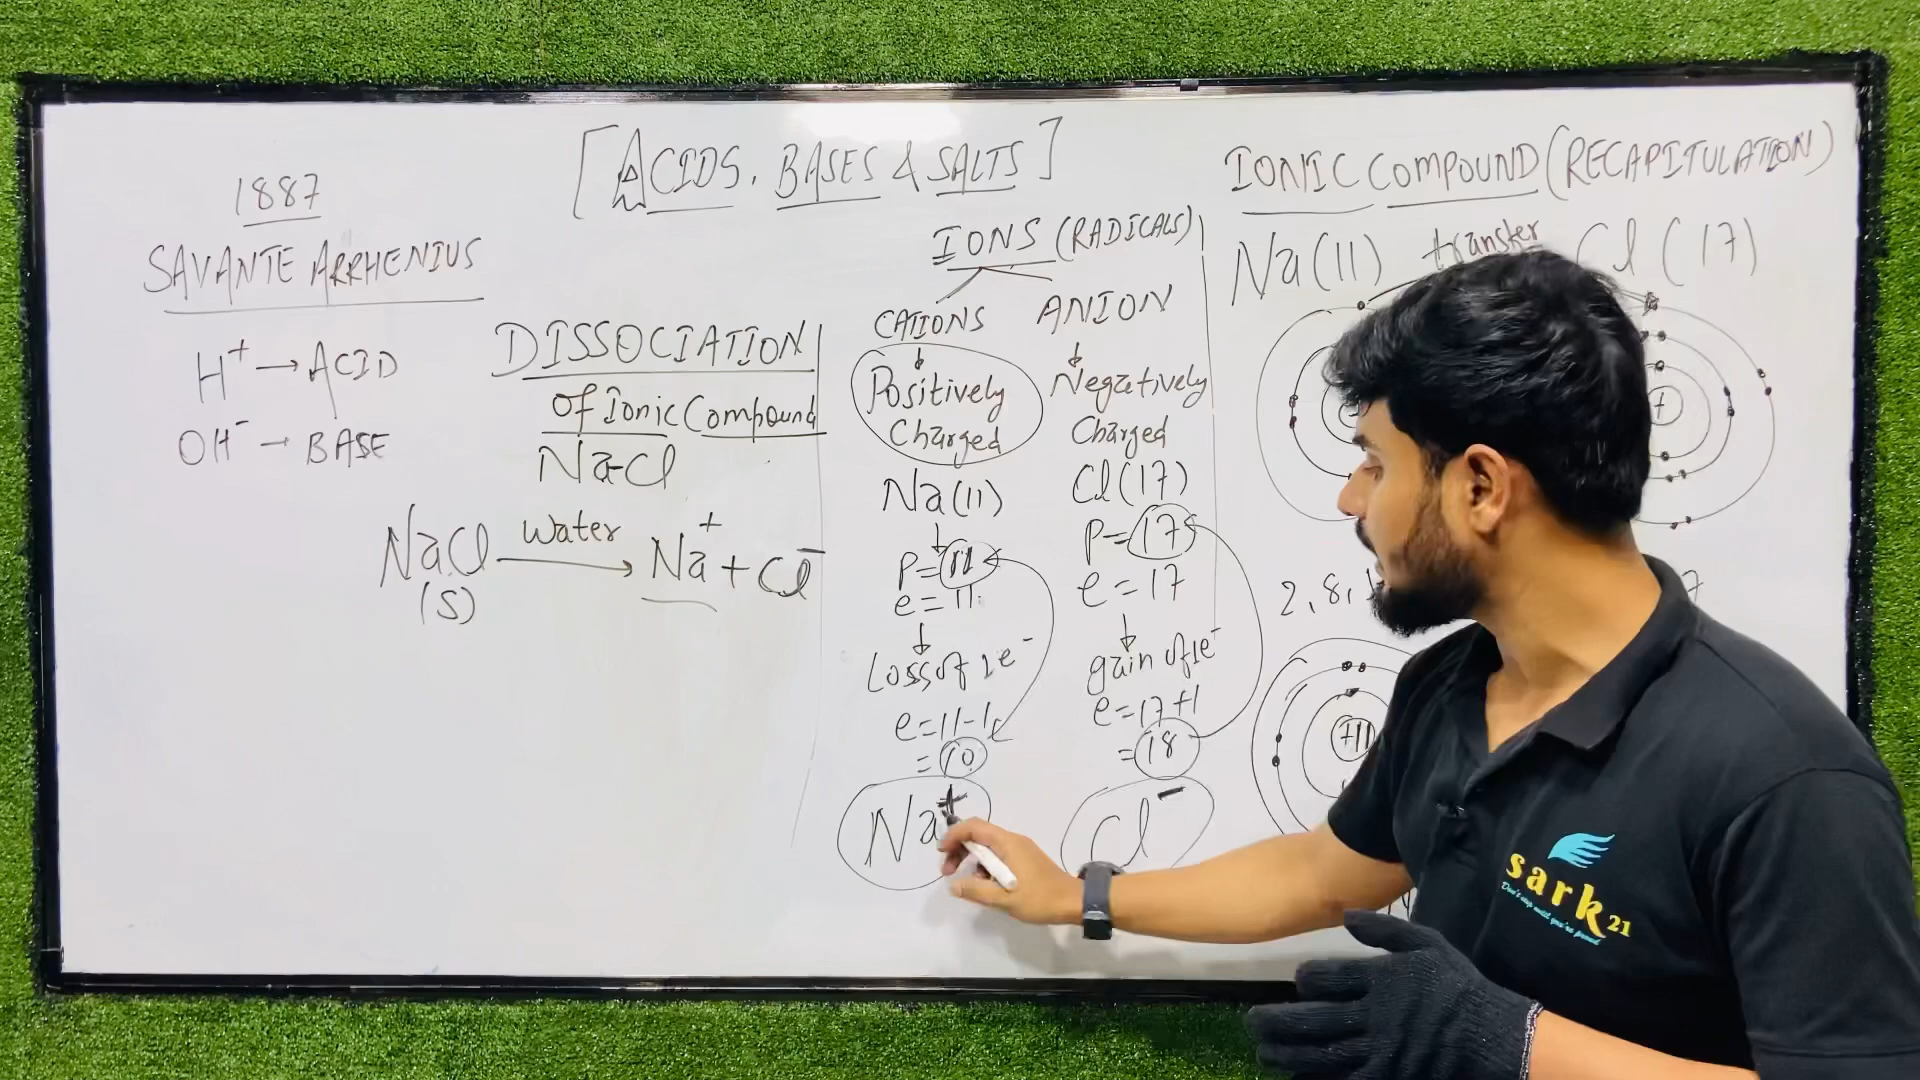 [ACIDS, BASES & SALTS]
1887
SAVANTE ARRHENIUS
H+ → ACID
OH- → BASE
DISSOCIATION
of Ionic Compound
NaCl
NaCl water → Na+ + Cl-
(S)
IONS (RADICALS)
CATIONS
Positively
Charged
Na(11)
P=11
e=11
Loss of 1e-
e=11-1
=10
Na+
ANION
Negatively
Charged
Cl(17)
P=17
e=17
gain of 1e-
e=17+1
=18
Cl-
IONIC COMPOUND (RECAPITULATION)
Na(11) transfer Cl(17)
+
2,8,
7
+11
sark21